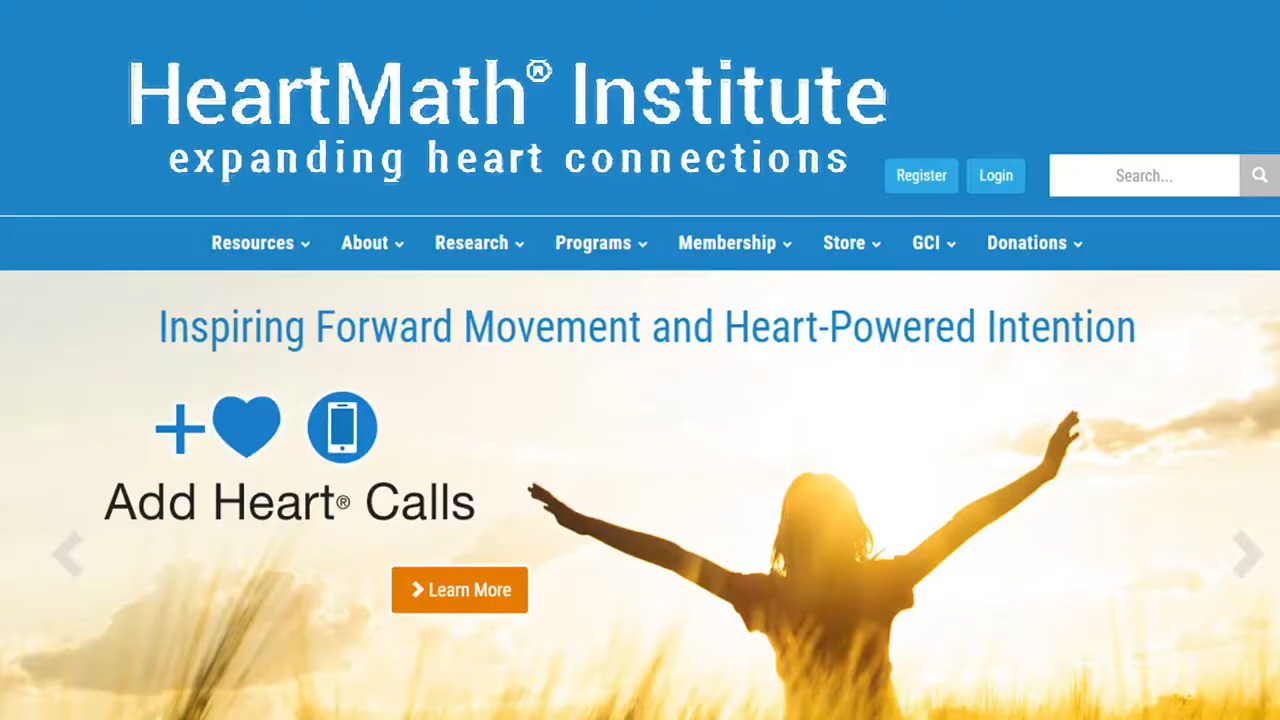 HeartMath® Institute
expanding heart connections
Register Login Search...
Resources About Research Programs Membership Store GCI Donations
Inspiring Forward Movement and Heart-Powered Intention
Add Heart® Calls
Learn More